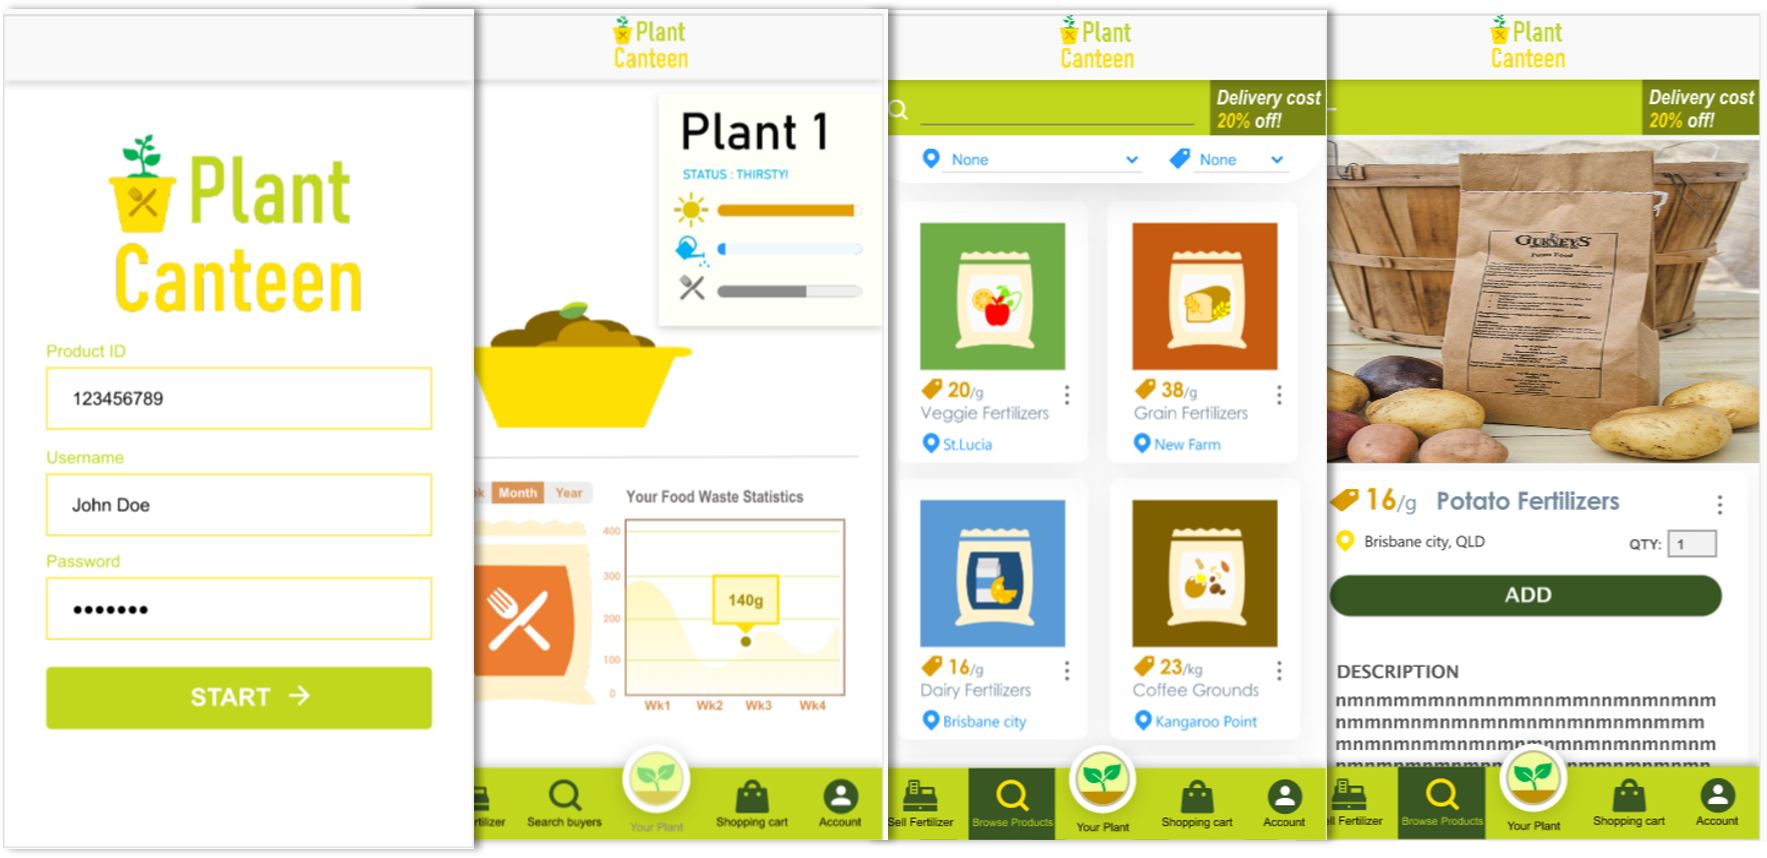 Plant
Canteen
Product ID
123456789
Username
John Doe
Password
START
Plant
Canteen
Plant 1
STATUS : THIRSTY!
Month
Year
Your Food Waste Statistics
400
300
200
100
0
140g
Wk1
Wk2
Wk3
Wk4
rtilizer
Search buyers
Your Plant
Shopping cart
Account
Plant
Canteen
Delivery cost
20% off!
None
None
20/g
Veggie Fertilizers
St.Lucia
38/g
Grain Fertilizers
New Farm
16/g
Dairy Fertilizers
Brisbane city
23/kg
Coffee Grounds
Kangaroo Point
Sell Fertilizer
Browse Products
Your Plant
Shopping cart
Account
Plant
Canteen
Delivery cost
20% off!
GURNEY'S
Potato Food
16/g Potato Fertilizers
Brisbane city, QLD
QTY: 1
ADD
DESCRIPTION
ll Fertilizer
Browse Products
Your Plant
Shopping cart
Account